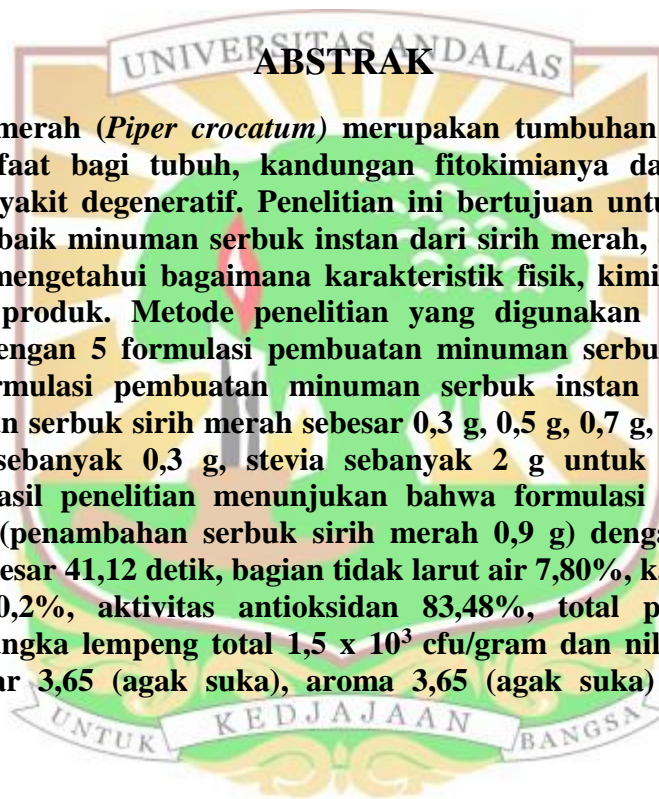 UNIVERSITAS ANDALAS
ABSTRAK
merah (Piper crocatum) merupakan tumbuhan
faat bagi tubuh, kandungan fitokimianya da
yakit degeneratif. Penelitian ini bertujuan untu
baik minuman serbuk instan dari sirih merah,
mengetahui bagaimana karakteristik fisik, kimi
produk. Metode penelitian yang digunakan
engan 5 formulasi pembuatan minuman serbu
rmulasi pembuatan minuman serbuk instan
n serbuk sirih merah sebesar 0,3 g, 0,5 g, 0,7 g,
sebanyak 0,3 g, stevia sebanyak 2 g untuk
asil penelitian menunjukan bahwa formulasi
(penambahan serbuk sirih merah 0,9 g) denga
esar 41,12 detik, bagian tidak larut air 7,80%, ka
0,2%, aktivitas antioksidan 83,48%, total p
ngka lempeng total 1,5 x 10³ cfu/gram dan nil
ar 3,65 (agak suka), aroma 3,65 (agak suka)
UNTUK KEDJAJAAN BANGSA